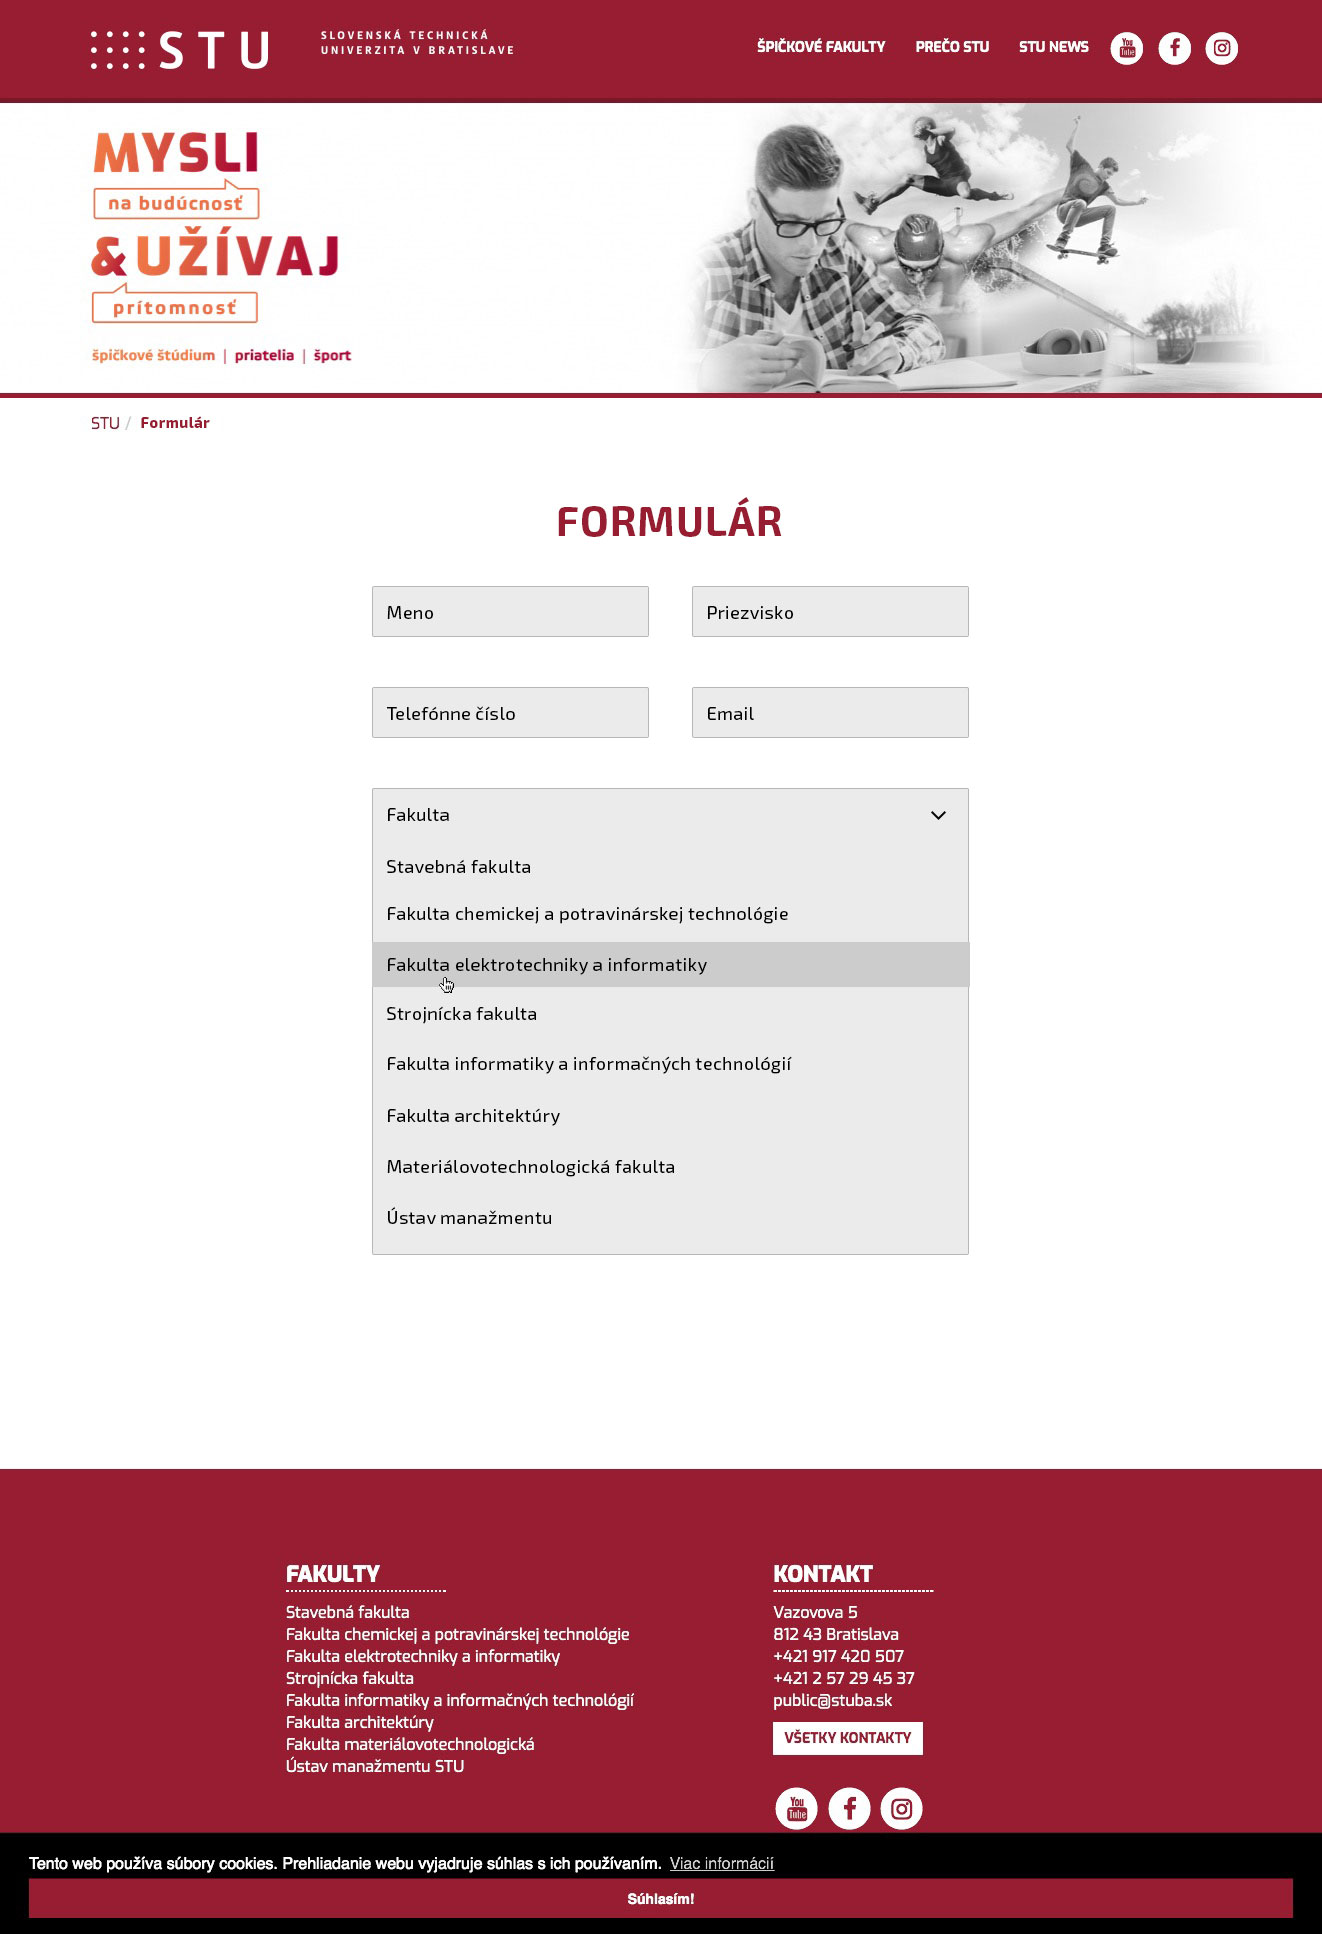 STU
SLOVENSKÁ TECHNICKÁ
UNIVERZITA V BRATISLAVE
ŠPIČKOVÉ FAKULTY
PREČO STU
STU NEWS
You
Tube
MYSLI
na budúcnosť
& UŽÍVAJ
prítomnosť
špičkové štúdium | priatelia | šport
STU / Formulár
FORMULÁR
Meno
Priezvisko
Telefónne číslo
Email
Fakulta
Stavebná fakulta
Fakulta chemickej a potravinárskej technológie
Fakulta elektrotechniky a informatiky
Strojnícka fakulta
Fakulta informatiky a informačných technológií
Fakulta architektúry
Materiálovotechnologická fakulta
Ústav manažmentu
FAKULTY
Stavebná fakulta
Fakulta chemickej a potravinárskej technológie
Fakulta elektrotechniky a informatiky
Strojnícka fakulta
Fakulta informatiky a informačných technológií
Fakulta architektúry
Fakulta materiálovotechnologická
Ústav manažmentu STU
KONTAKT
Vazovova 5
812 43 Bratislava
+421 917 420 507
+421 2 57 29 45 37
public@stuba.sk
VŠETKY KONTAKTY
You
Tube
Tento web používa súbory cookies. Prehliadanie webu vyjadruje súhlas s ich používaním. Viac informácií
Súhlasím!